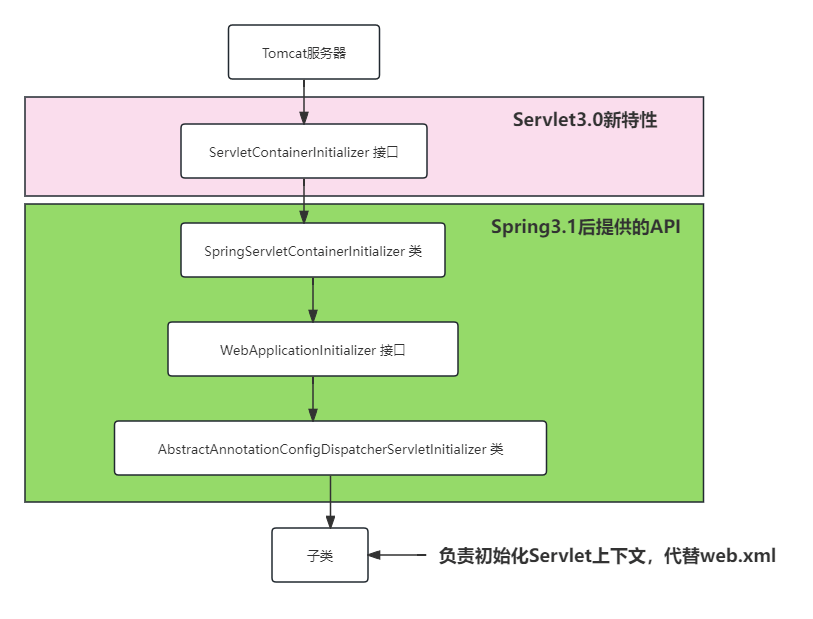 Tomcat服务器
Servlet3.0新特性
ServletContainerInitializer 接口
Spring3.1后提供的API
SpringServletContainerInitializer 类
WebApplicationInitializer 接口
AbstractAnnotationConfigDispatcherServletInitializer 类
子类
负责初始化Servlet上下文，代替web.xml